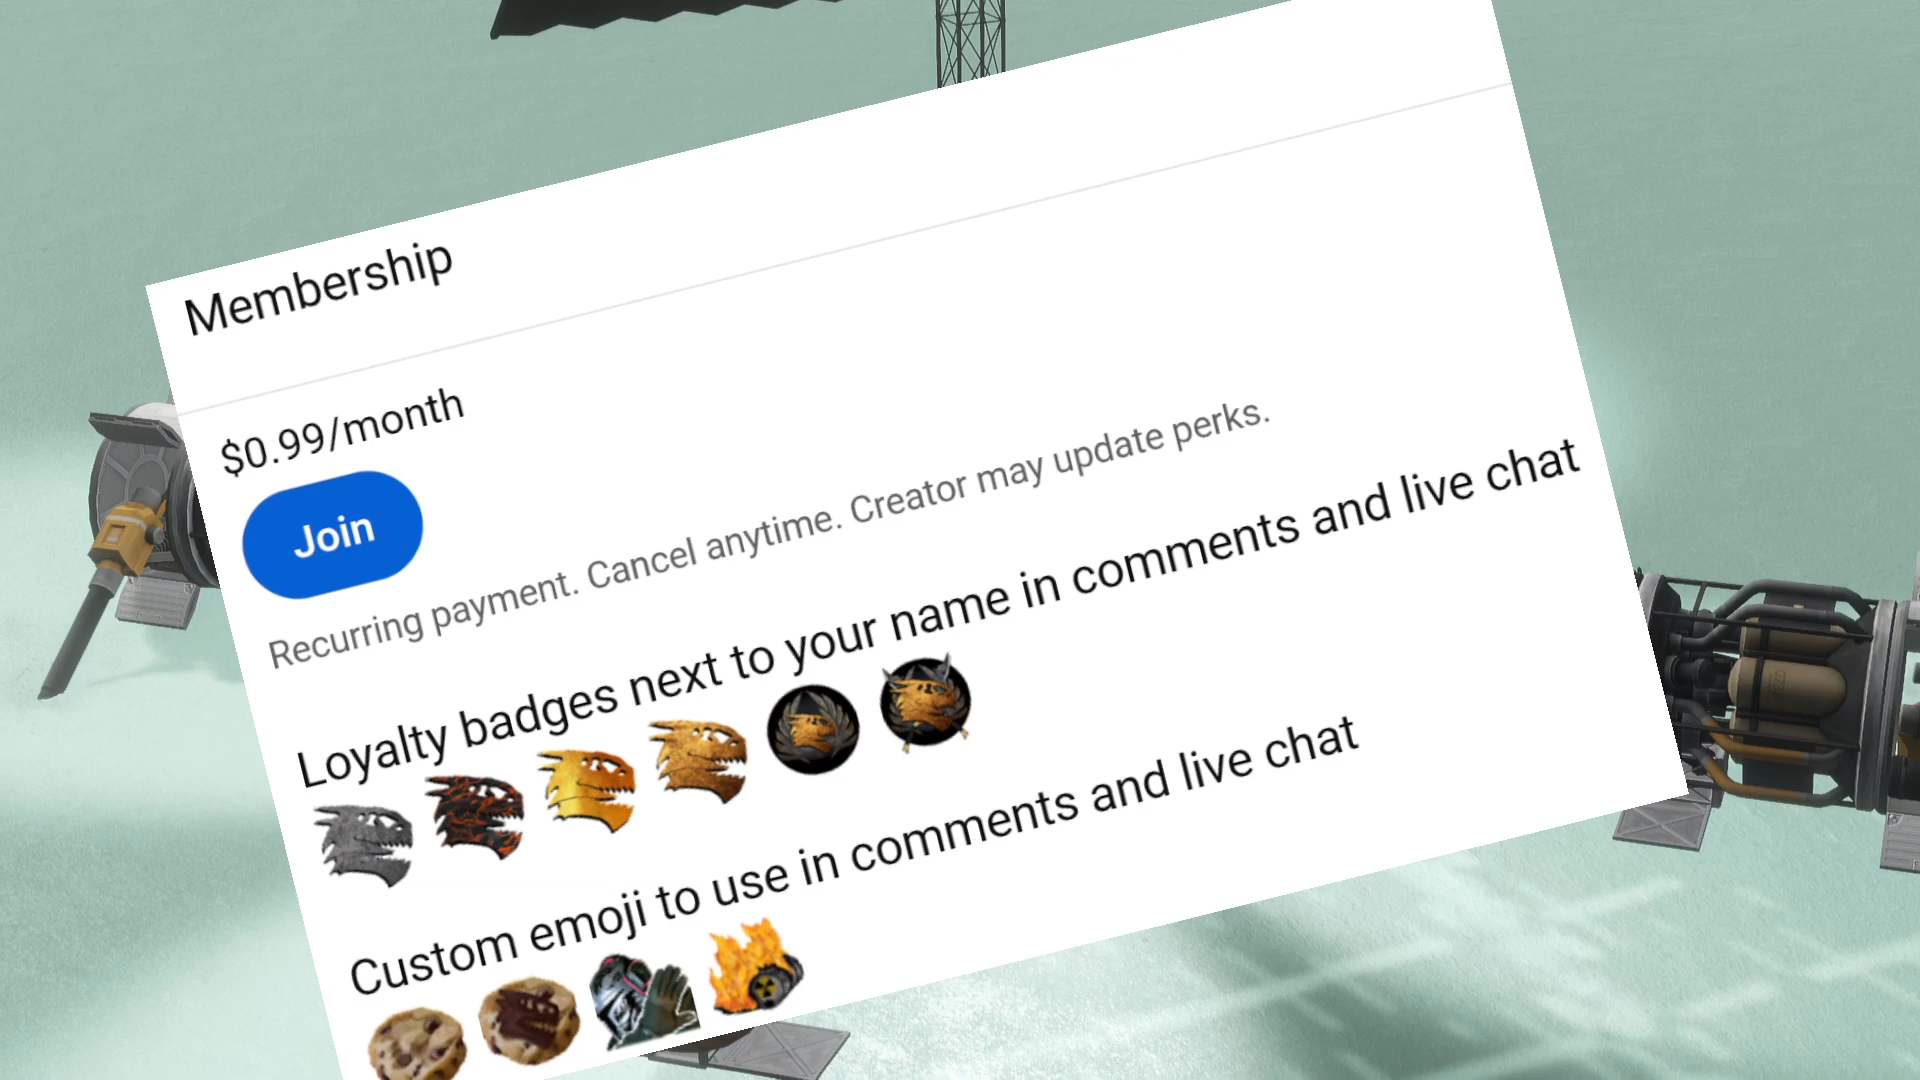 Membership
$0.99/month
Join
Recurring payment. Cancel anytime. Creator may update perks.
Loyalty badges next to your name in comments and live chat
Custom emoji to use in comments and live chat